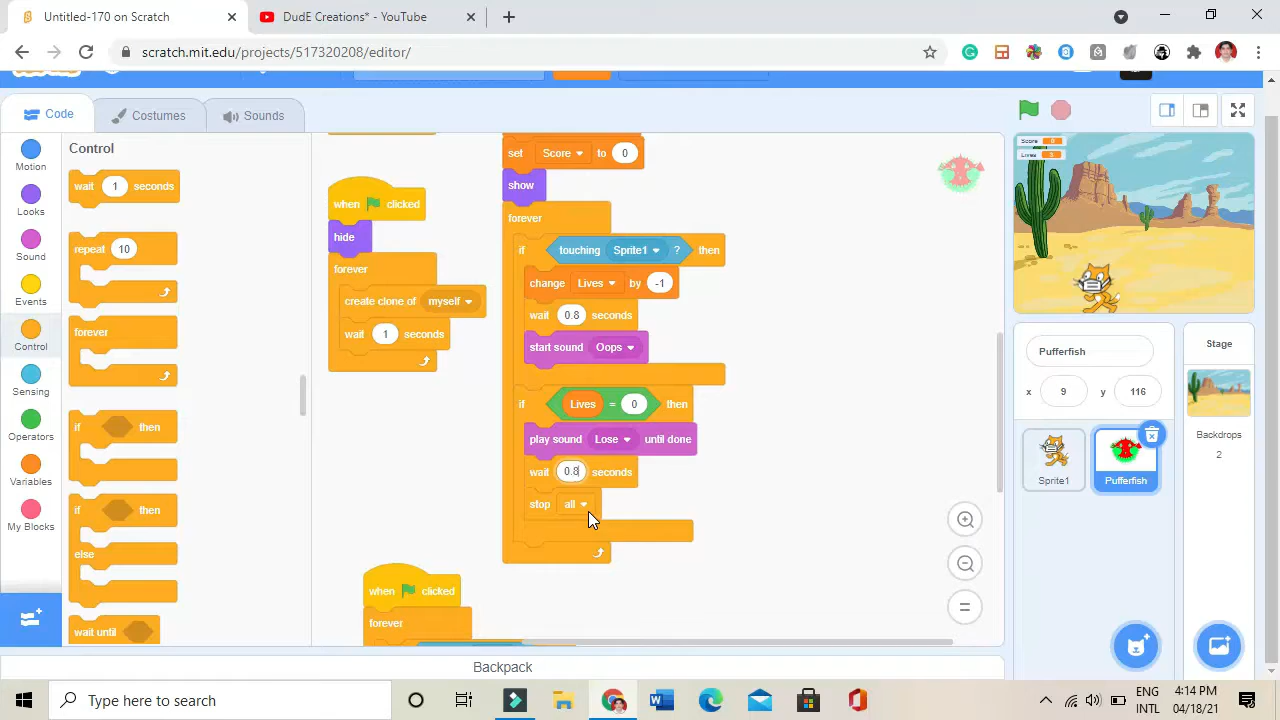 Untitled-170 on Scratch
DudE Creations* - YouTube
scratch.mit.edu/projects/517320208/editor/
Code
Costumes
Sounds
Motion
Looks
Sound
Events
Control
Sensing
Operators
Variables
My Blocks
Control
wait 1 seconds
repeat 10
forever
if then
if then
else
wait until
when clicked
hide
forever
create clone of myself
wait 1 seconds
set Score to 0
show
forever
if touching Sprite1 ? then
change Lives by -1
wait 0.8 seconds
start sound Oops
if Lives = 0 then
play sound Lose until done
wait 0.8 seconds
stop all
when clicked
forever
Score 0
Lives
Pufferfish
x 9 y 116
Sprite1
Pufferfish
Stage
Backdrops
2
Backpack
Type here to search
ENG
INTL
4:14 PM
04/18/21